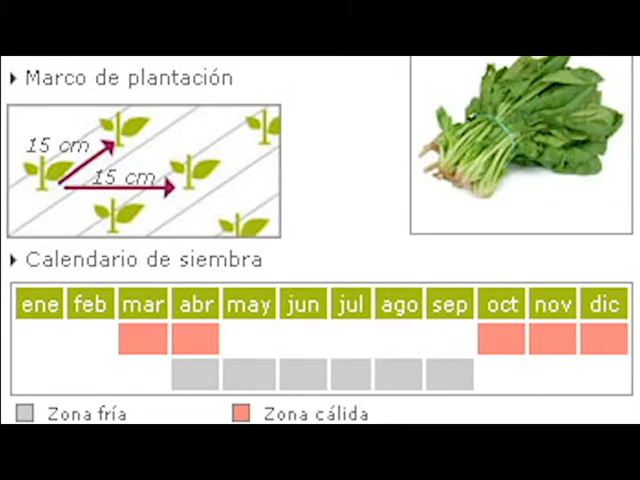 Marco de plantación
15 cm
15 cm
Calendario de siembra
ene feb mar abr may jun jul ago sep oct nov dic
Zona fría
Zona cálida